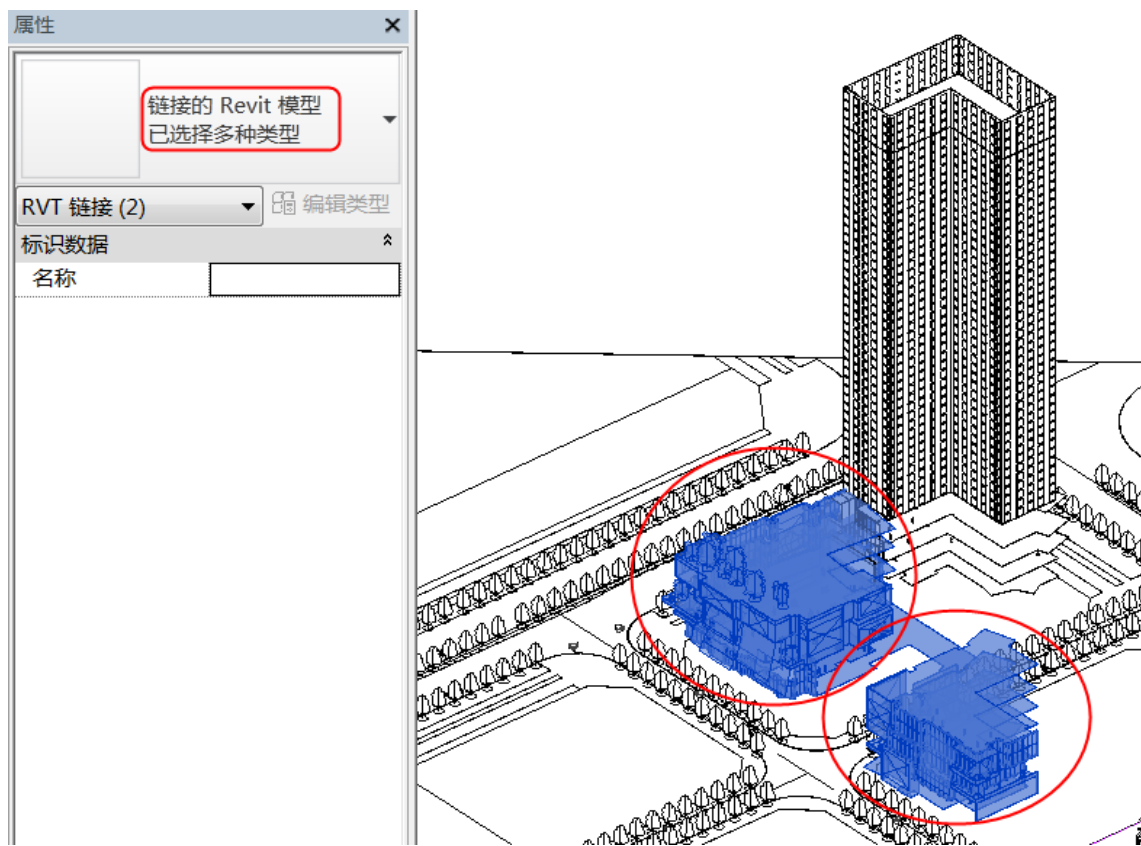 属性
链接的 Revit 模型
已选择多种类型
RVT 链接 (2)
编辑类型
标识数据
名称